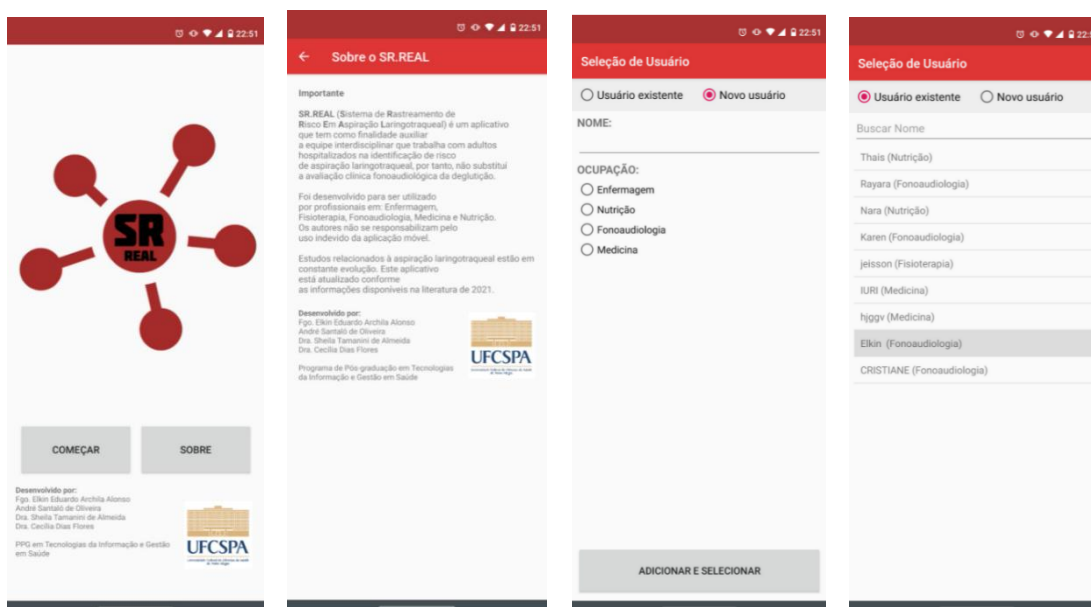 22:51
SR
REAL
COMEÇAR
SOBRE
Desenvolvido por:
Fgo. Elkin Eduardo Archila Alonso
André Santaló de Oliveira
Dra. Sheila Tamanini de Almeida
Dra. Cecilia Dias Flores
PPG em Tecnologias da Informação e Gestão
em Saúde
UFCSPA
22:51
Sobre o SR.REAL
Importante
SR.REAL (Sistema de Rastreamento de
Risco Em Aspiração Laringotraqueal) é um aplicativo
que tem como finalidade auxiliar
a equipe interdisciplinar que trabalha com adultos
hospitalizados na identificação de risco
de aspiração laringotraqueal, por tanto, não substitui
a avaliação clínica fonoaudiológica da deglutição.
Foi desenvolvido para ser utilizado
por profissionais em: Enfermagem,
Fisioterapia, Fonoaudiologia, Medicina e Nutrição.
Os autores não se responsabilizam pelo
uso indevido da aplicação móvel.
Estudos relacionados à aspiração laringotraqueal estão em
constante evolução. Este aplicativo
está atualizado conforme
as informações disponíveis na literatura de 2021.
Desenvolvido por:
Fgo. Elkin Eduardo Archila Alonso
André Santaló de Oliveira
Dra. Sheila Tamanini de Almeida
Dra. Cecilia Dias Flores
Programa de Pós-graduação em Tecnologias
da Informação e Gestão em Saúde
UFCSPA
22:51
Seleção de Usuário
Usuário existente Novo usuário
NOME:
OCUPAÇÃO:
Enfermagem
Nutrição
Fonoaudiologia
Medicina
ADICIONAR E SELECIONAR
Seleção de Usuário
Usuário existente Novo usuário
Buscar Nome
Thais (Nutrição)
Rayara (Fonoaudiologia)
Nara (Nutrição)
Karen (Fonoaudiologia)
jeisson (Fisioterapia)
IURI (Medicina)
hjggv (Medicina)
Elkin (Fonoaudiologia)
CRISTIANE (Fonoaudiologia)